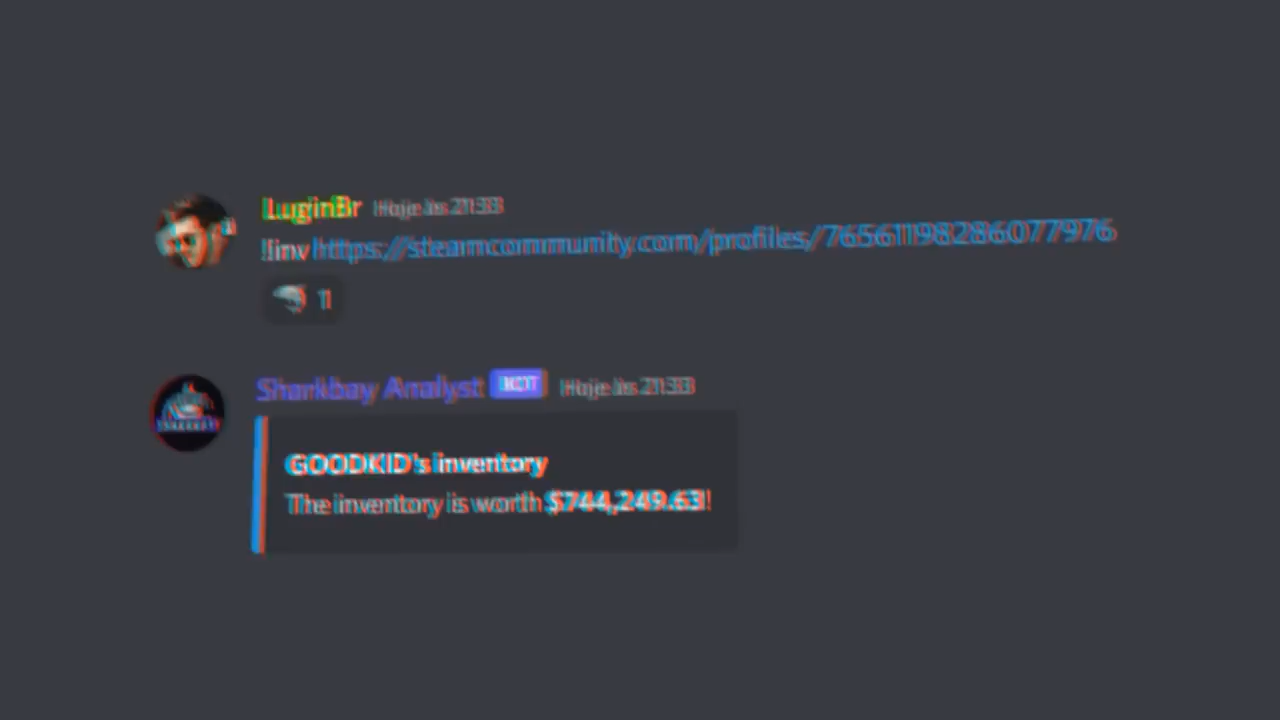 LuginBr Hoje às 21:33
!inv https://steamcommunity.com/profiles/76561198286077976
1
Sharkbay Analyst BOT Hoje às 21:33
GOODKID's inventory
The inventory is worth $744,249.63!